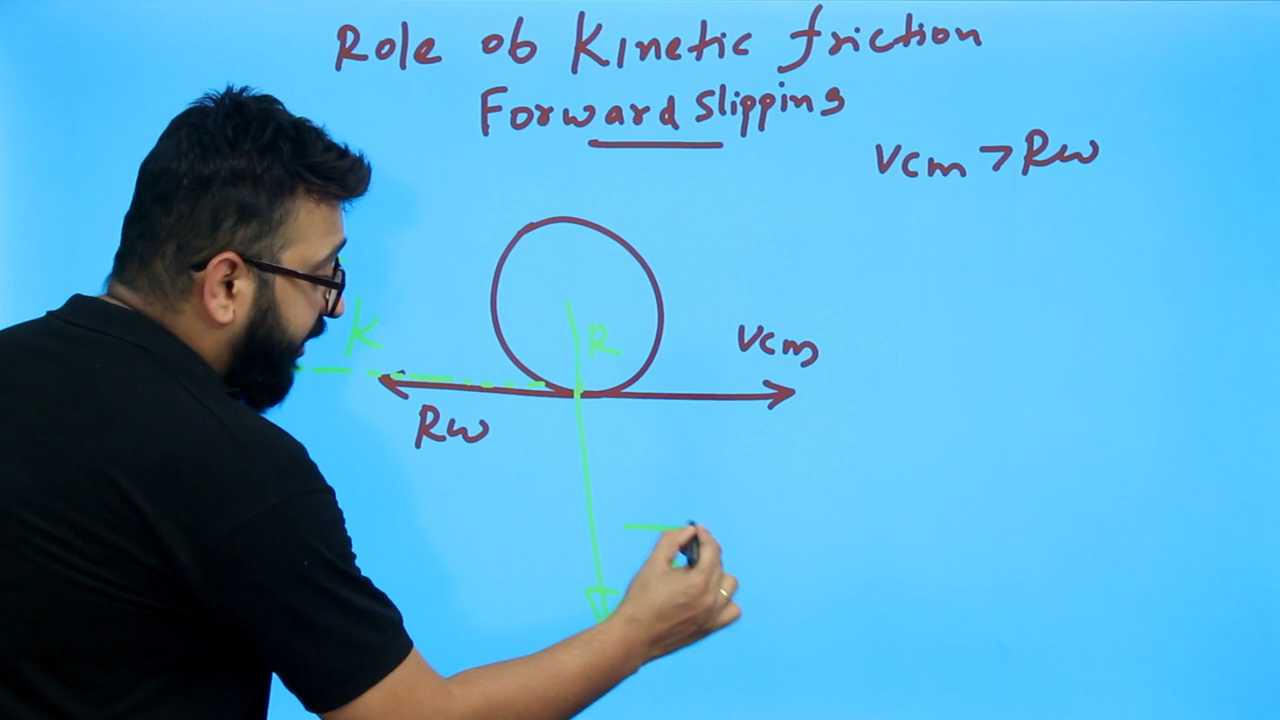 Role of Kinetic friction
Forward slipping
Vcm > Rω
K
R
Vcm
Rω